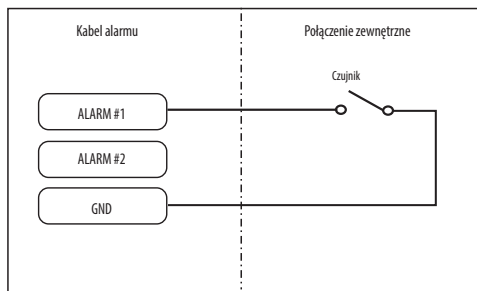 Kabel alarmu
Połączenie zewnętrzne
Czujnik
ALARM #1
ALARM #2
GND